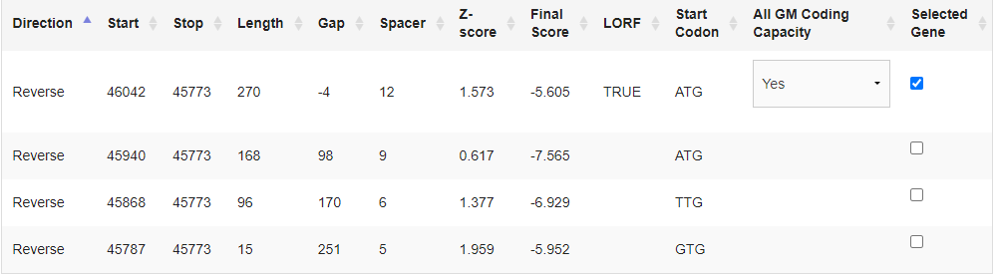 Direction Start Stop Length Gap Spacer Z-score Final Score LORF Start Codon All GM Coding Capacity Selected Gene
Reverse 46042 45773 270 -4 12 1.573 -5.605 TRUE ATG Yes
Reverse 45940 45773 168 98 9 0.617 -7.565 ATG
Reverse 45868 45773 96 170 6 1.377 -6.929 TTG
Reverse 45787 45773 15 251 5 1.959 -5.952 GTG